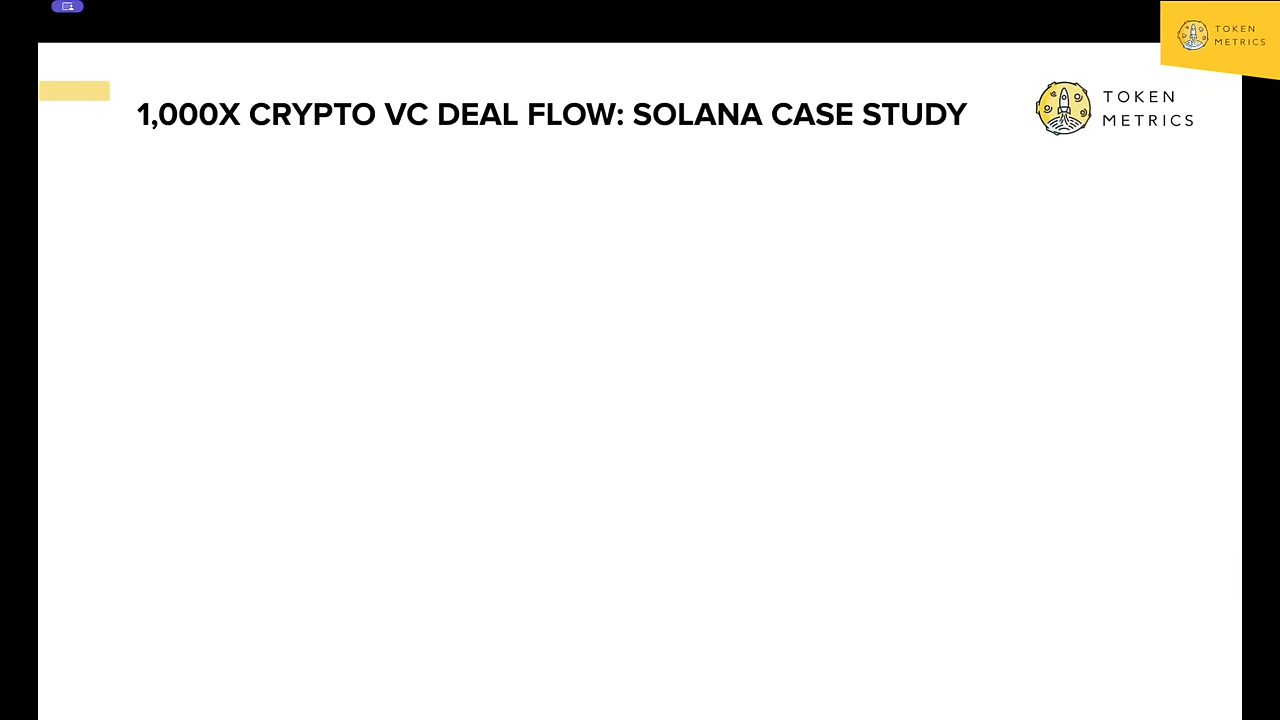 TOKEN
METRICS
1,000X CRYPTO VC DEAL FLOW: SOLANA CASE STUDY
TOKEN
METRICS